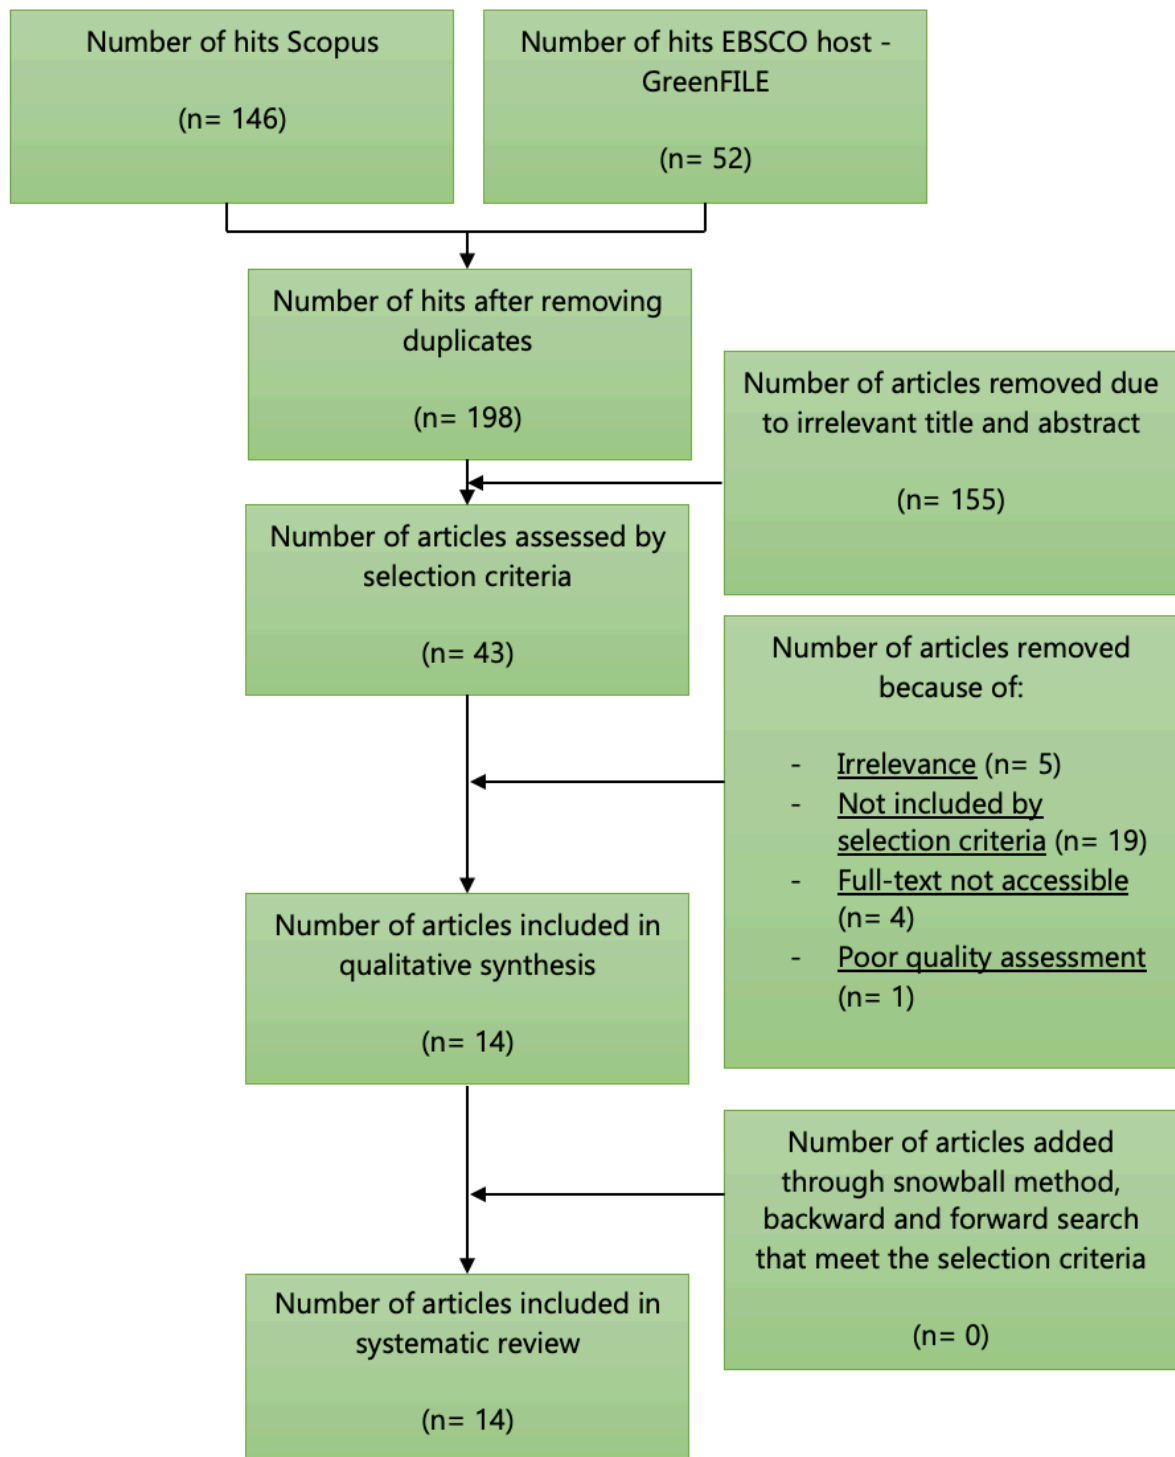 Number of hits Scopus
(n= 146)
Number of hits EBSCO host -
GreenFILE
(n= 52)
Number of hits after removing
duplicates
(n= 198)
Number of articles removed due
to irrelevant title and abstract
(n= 155)
Number of articles assessed by
selection criteria
(n= 43)
Number of articles removed
because of:
- Irrelevance (n= 5)
- Not included by
selection criteria (n= 19)
- Full-text not accessible
(n= 4)
- Poor quality assessment
(n= 1)
Number of articles included in
qualitative synthesis
(n= 14)
Number of articles added
through snowball method,
backward and forward search
that meet the selection criteria
(n= 0)
Number of articles included in
systematic review
(n= 14)